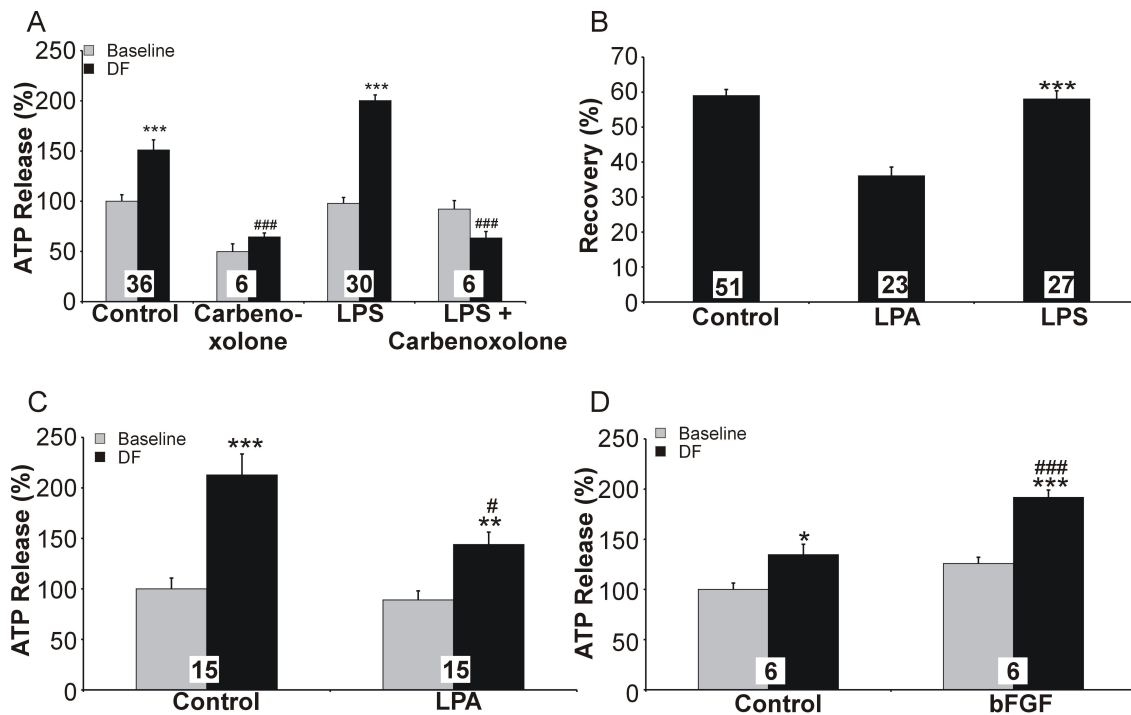 A
ATP Release (%)
250
200
150
100
50
0
Baseline
DF
***
###
***
###
36
6
30
6
Control
Carbeno-
xolone
LPS
LPS +
Carbenoxolone
B
Recovery (%)
70
60
50
40
30
20
10
0
***
51
23
27
Control
LPA
LPS
C
ATP Release (%)
250
200
150
100
50
0
Baseline
DF
***
#
**
15
15
Control
LPA
D
ATP Release (%)
250
200
150
100
50
0
Baseline
DF
*
###
***
6
6
Control
bFGF